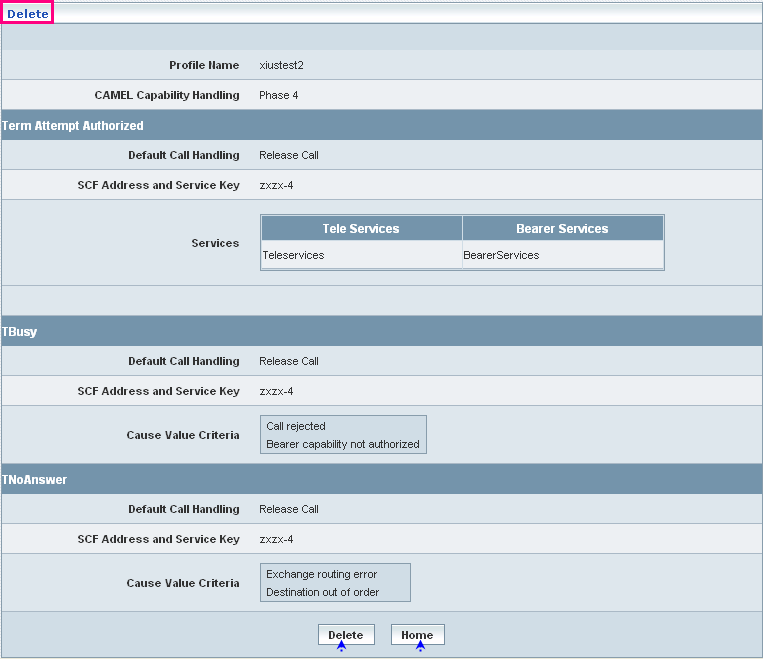 Delete
Profile Name xiustest2
CAMEL Capability Handling Phase 4
Term Attempt Authorized
Default Call Handling Release Call
SCF Address and Service Key zxzx-4
Services
Tele Services Bearer Services
Teleservices BearerServices
TBusy
Default Call Handling Release Call
SCF Address and Service Key zxzx-4
Cause Value Criteria
Call rejected
Bearer capability not authorized
TNoAnswer
Default Call Handling Release Call
SCF Address and Service Key zxzx-4
Cause Value Criteria
Exchange routing error
Destination out of order
Delete Home